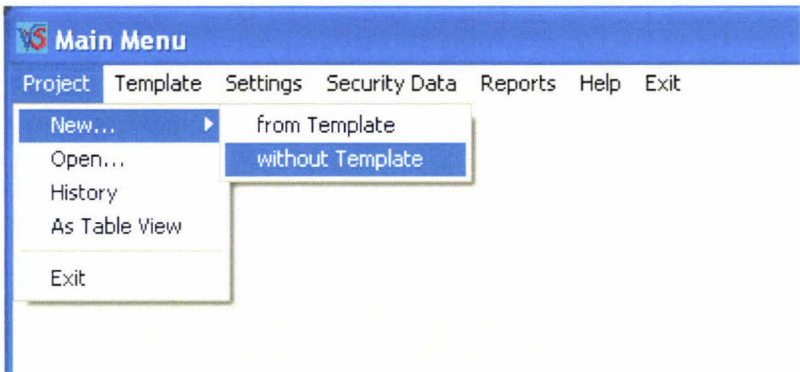 VS Main Menu
Project Template Settings Security Data Reports Help Exit
New... from Template
Open... without Template
History
As Table View
Exit